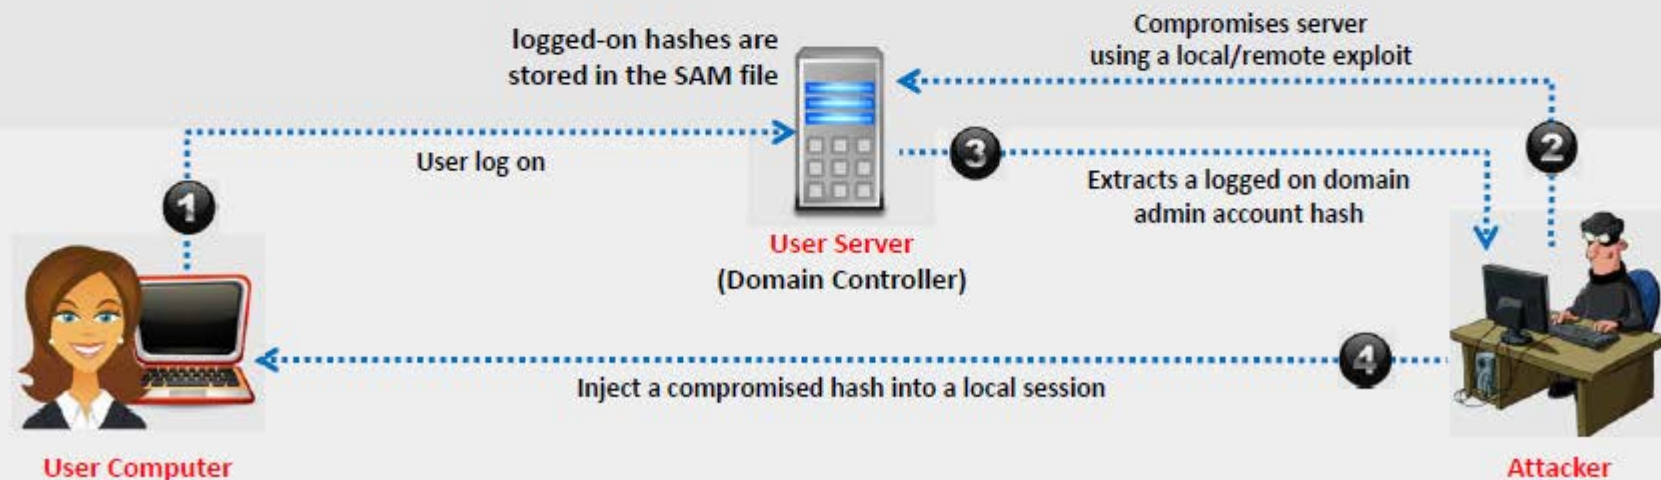 logged-on hashes are
stored in the SAM file
Compromises server
using a local/remote exploit
User log on
1
2
3
Extracts a logged on domain
admin account hash
User Server
(Domain Controller)
4
Inject a compromised hash into a local session
User Computer
Attacker